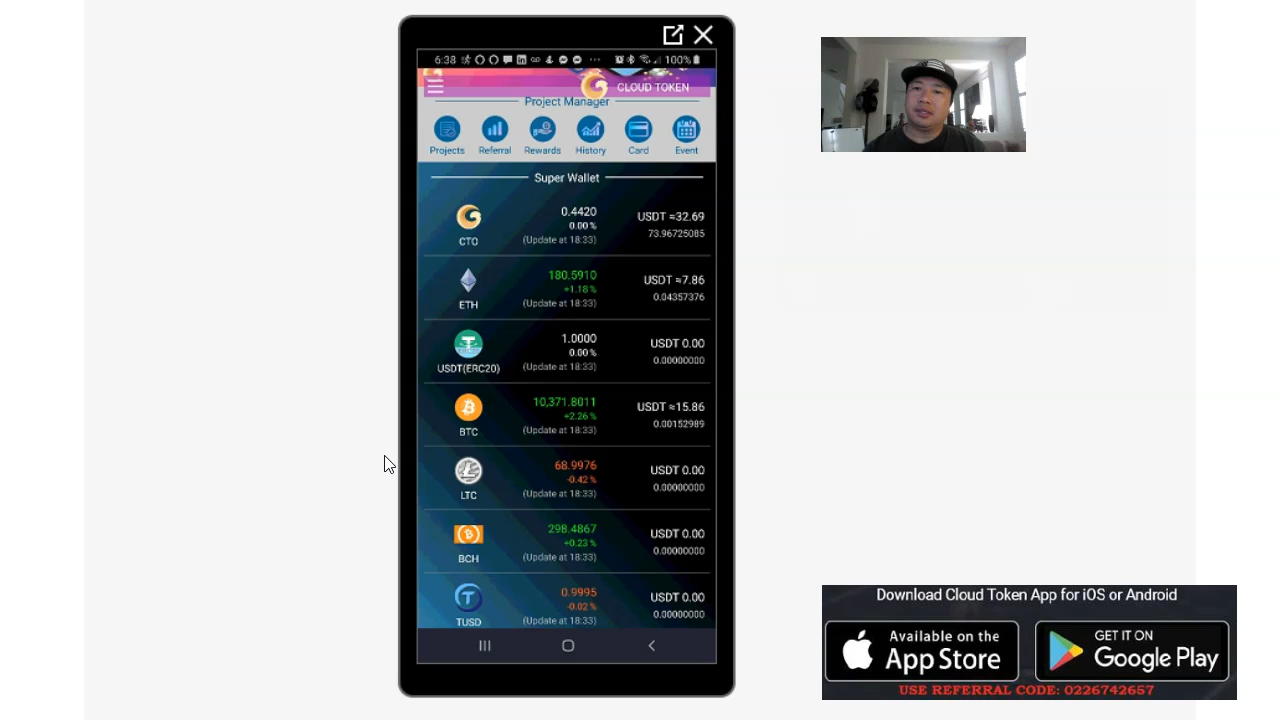 6:38
100%
CLOUD TOKEN
Project Manager
Projects Referral Rewards History Card Event
Super Wallet
0.4420 USDT ≈32.69
0.00 % 73.96725085
CTO (Update at 18:33)
180.5910 USDT ≈7.86
+1.18 % 0.04357376
ETH (Update at 18:33)
1.0000 USDT 0.00
0.00 % 0.00000000
USDT(ERC20) (Update at 18:33)
10,371.8011 USDT ≈15.86
+2.26 % 0.00152989
BTC (Update at 18:33)
68.9976 USDT 0.00
-0.42 % 0.00000000
LTC (Update at 18:33)
298.4867 USDT 0.00
+0.23 % 0.00000000
BCH (Update at 18:33)
0.9995 USDT 0.00
-0.02 % 0.00000000
TUSD (Update at 18:33)
Download Cloud Token App for iOS or Android
Available on the
App Store
GET IT ON
Google Play
USE REFERRAL CODE: 0226742657